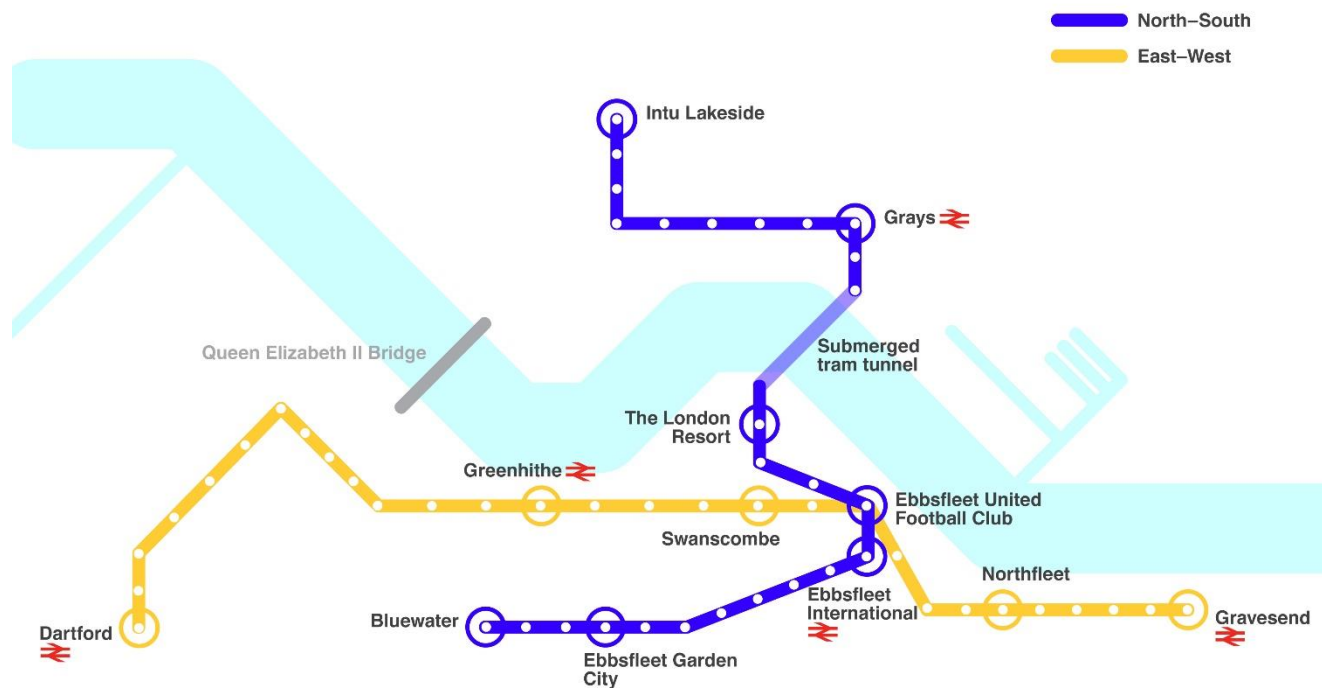 North–South
East–West
Intu Lakeside
Grays
Queen Elizabeth II Bridge
Submerged
tram tunnel
The London
Resort
Greenhithe
Ebbsfleet United
Football Club
Swanscombe
Northfleet
Ebbsfleet
International
Bluewater
Dartford
Gravesend
Ebbsfleet Garden
City